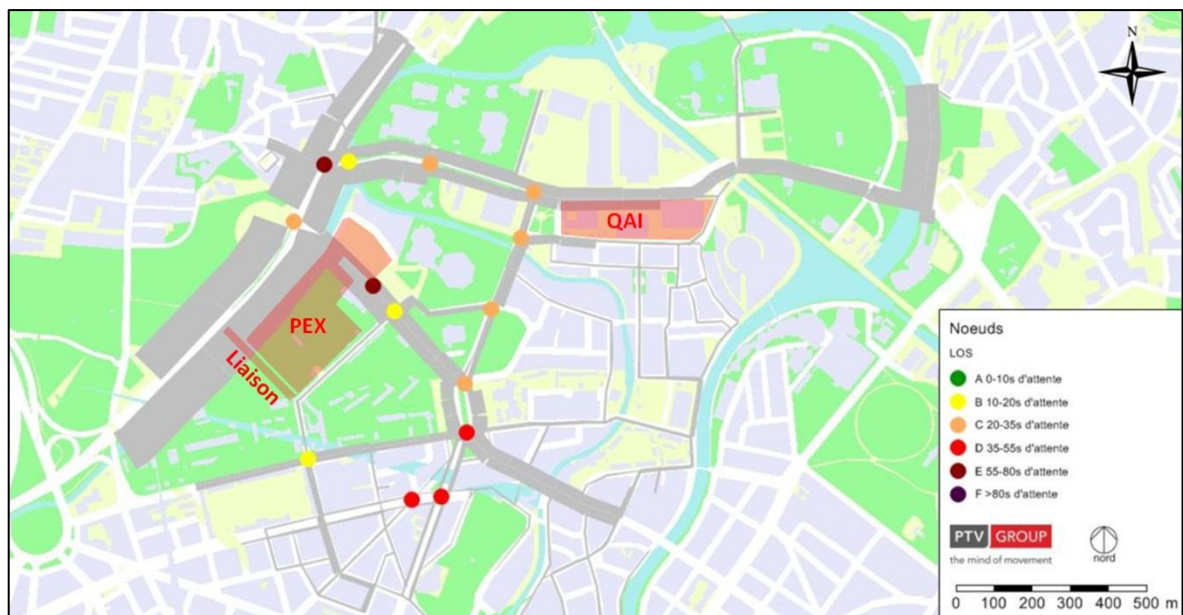 N
QAI
PEX
Liaison
Noeuds
LOS
A 0-10s d'attente
B 10-20s d'attente
C 20-35s d'attente
D 35-55s d'attente
E 55-80s d'attente
F >80s d'attente
PTV GROUP
the mind of movement
nord
0 100 200 300 400 500 m